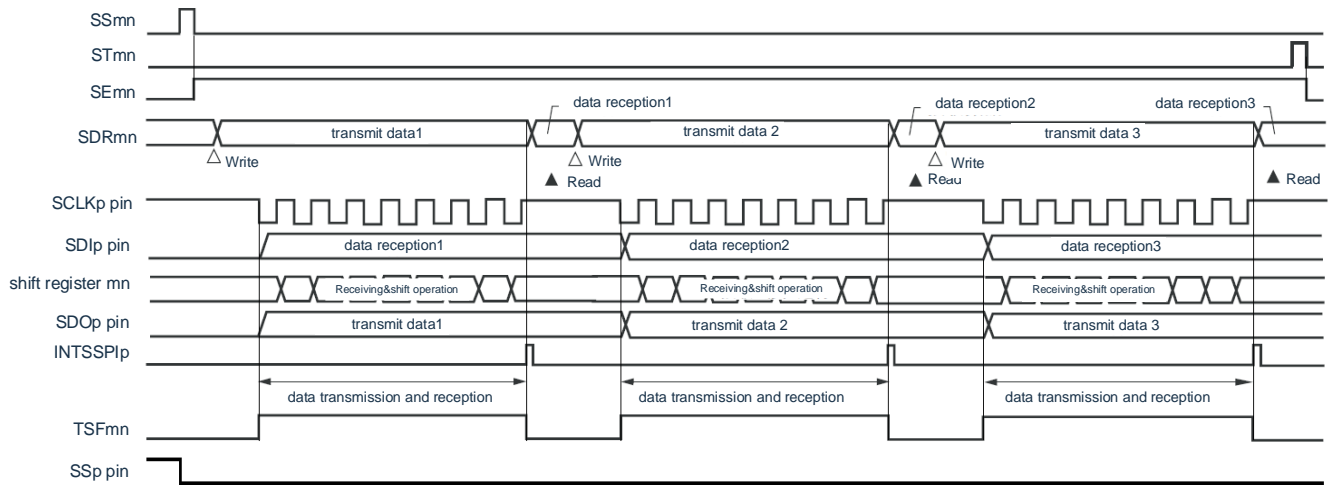 SSmn
STmn
SEmn
data reception1
data reception2
data reception3
SDRmn
transmit data1
transmit data 2
transmit data 3
△ Write
△ Write
△ Write
▲ Read
▲ Read
▲ Read
SCLKp pin
SDIp pin
data reception1
data reception2
data reception3
shift register mn
Receiving&shift operation
Receiving&shift operation
Receiving&shift operation
SDOp pin
transmit data1
transmit data 2
transmit data 3
INTSSPIp
data transmission and reception
data transmission and reception
data transmission and reception
TSFmn
SSp pin